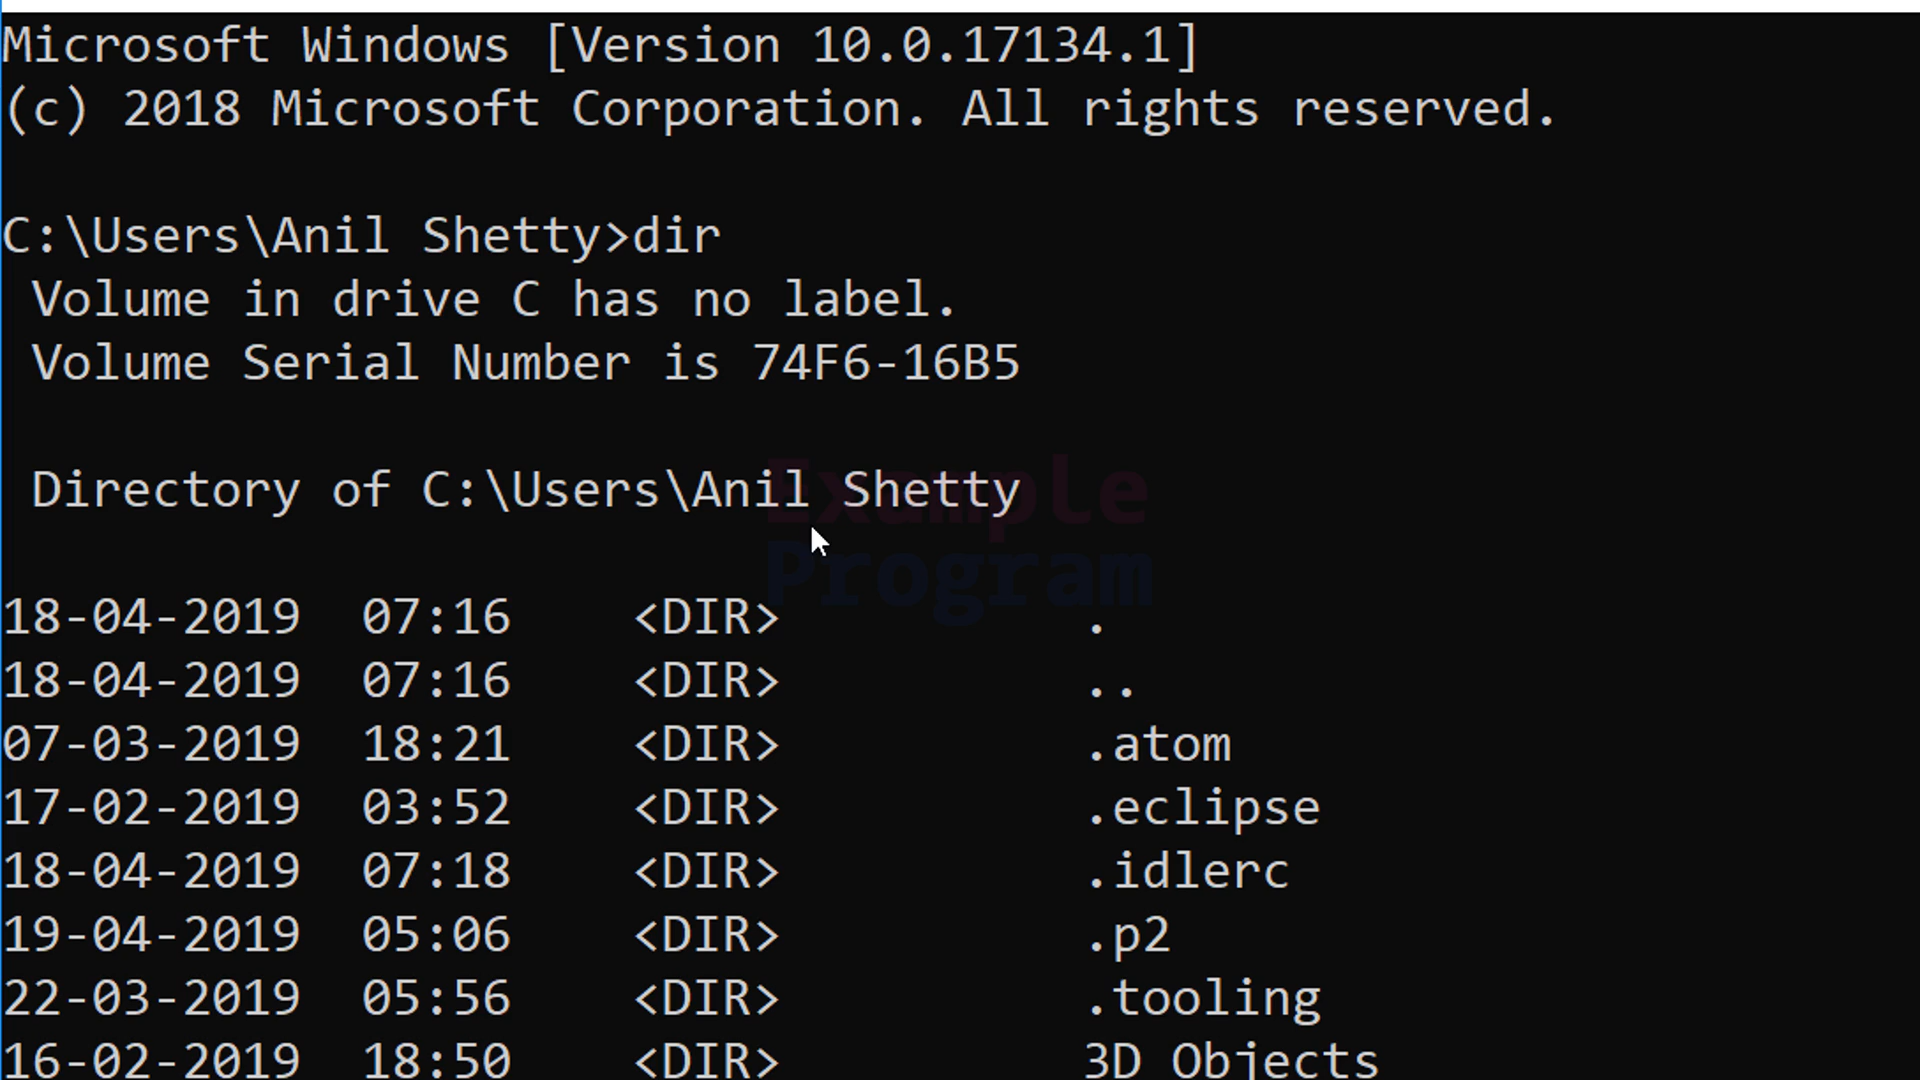 Microsoft Windows [Version 10.0.17134.1]
(c) 2018 Microsoft Corporation. All rights reserved.
C:\Users\Anil Shetty>dir
 Volume in drive C has no label.
 Volume Serial Number is 74F6-16B5
 Directory of C:\Users\Anil Shetty
Example
Program
18-04-2019  07:16    <DIR>          .
18-04-2019  07:16    <DIR>          ..
07-03-2019  18:21    <DIR>          .atom
17-02-2019  03:52    <DIR>          .eclipse
18-04-2019  07:18    <DIR>          .idlerc
19-04-2019  05:06    <DIR>          .p2
22-03-2019  05:56    <DIR>          .tooling
16-02-2019  18:50    <DIR>          3D Objects